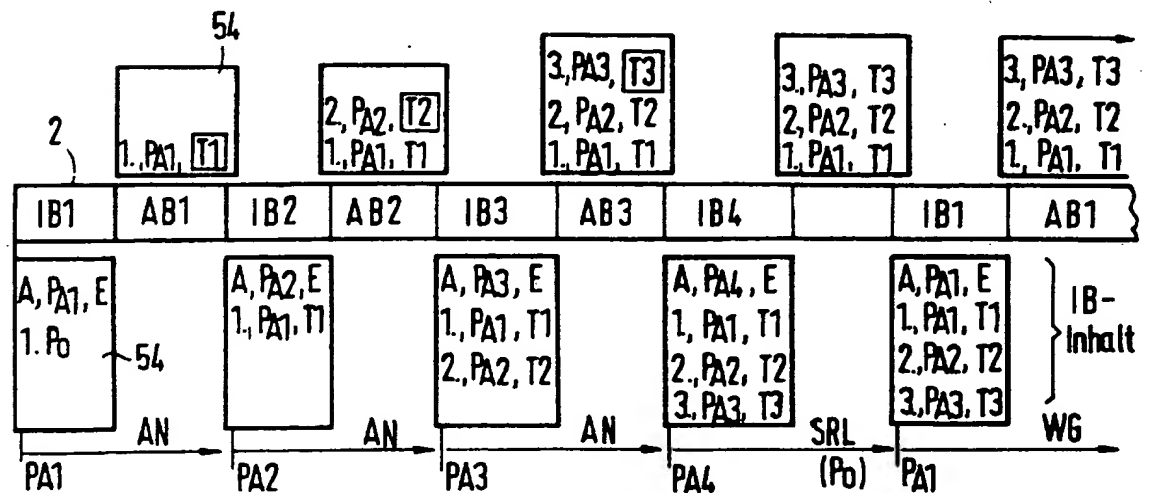 54
1., PA1, T1
2, PA2, T2
1., PA1, T1
3, PA3, T3
2, PA2, T2
1., PA1, T1
3., PA3, T3
2, PA2, T2
1., PA1, T1
3, PA3, T3
2., PA2, T2
1, PA1, T1
2
IB1 AB1 IB2 AB2 IB3 AB3 IB4 IB1 AB1
A, PA1, E
1. P0
54
A, PA2, E
1., PA1, T1
A, PA3, E
1, PA1, T1
2., PA2, T2
A, PA4, E
1, PA1, T1
2., PA2, T2
3, PA3, T3
A, PA1, E
1, PA1, T1
2., PA2, T2
3, PA3, T3
IB-
Inhalt
AN AN AN SRL WG
PA1 PA2 PA3 PA4 (P0) PA1